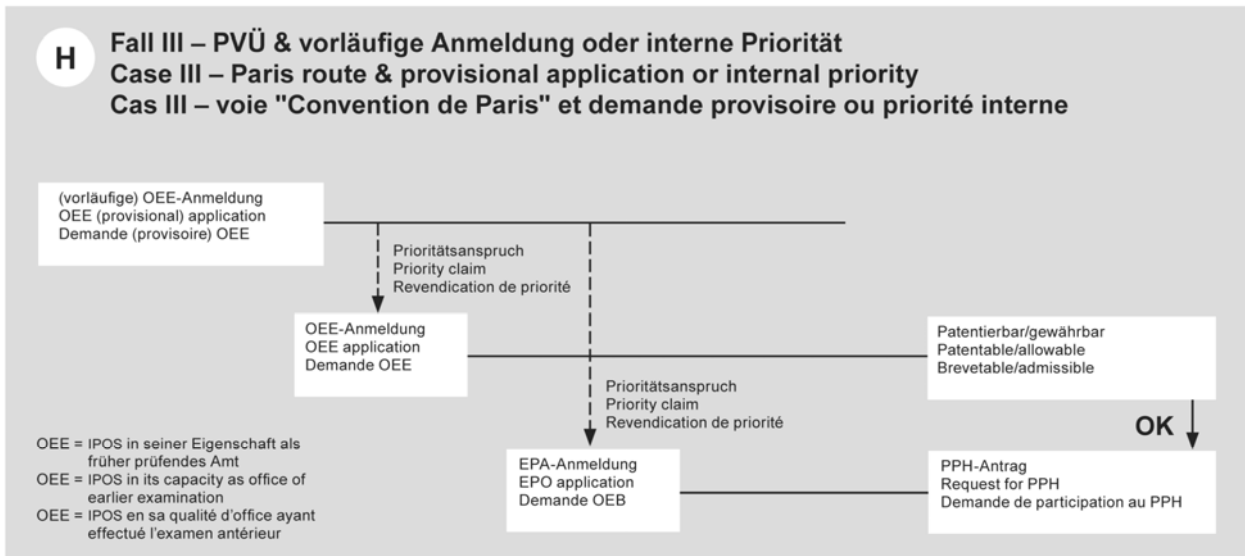 H
Fall III – PVÜ & vorläufige Anmeldung oder interne Priorität
Case III – Paris route & provisional application or internal priority
Cas III – voie "Convention de Paris" et demande provisoire ou priorité interne
(vorläufige) OEE-Anmeldung
OEE (provisional) application
Demande (provisoire) OEE
Prioritätsanspruch
Priority claim
Revendication de priorité
OEE-Anmeldung
OEE application
Demande OEE
Patentierbar/gewährbar
Patentable/allowable
Brevetable/admissible
Prioritätsanspruch
Priority claim
Revendication de priorité
OK
OEE = IPOS in seiner Eigenschaft als
früher prüfendes Amt
OEE = IPOS in its capacity as office of
earlier examination
OEE = IPOS en sa qualité d'office ayant
effectué l'examen antérieur
EPA-Anmeldung
EPO application
Demande OEB
PPH-Antrag
Request for PPH
Demande de participation au PPH